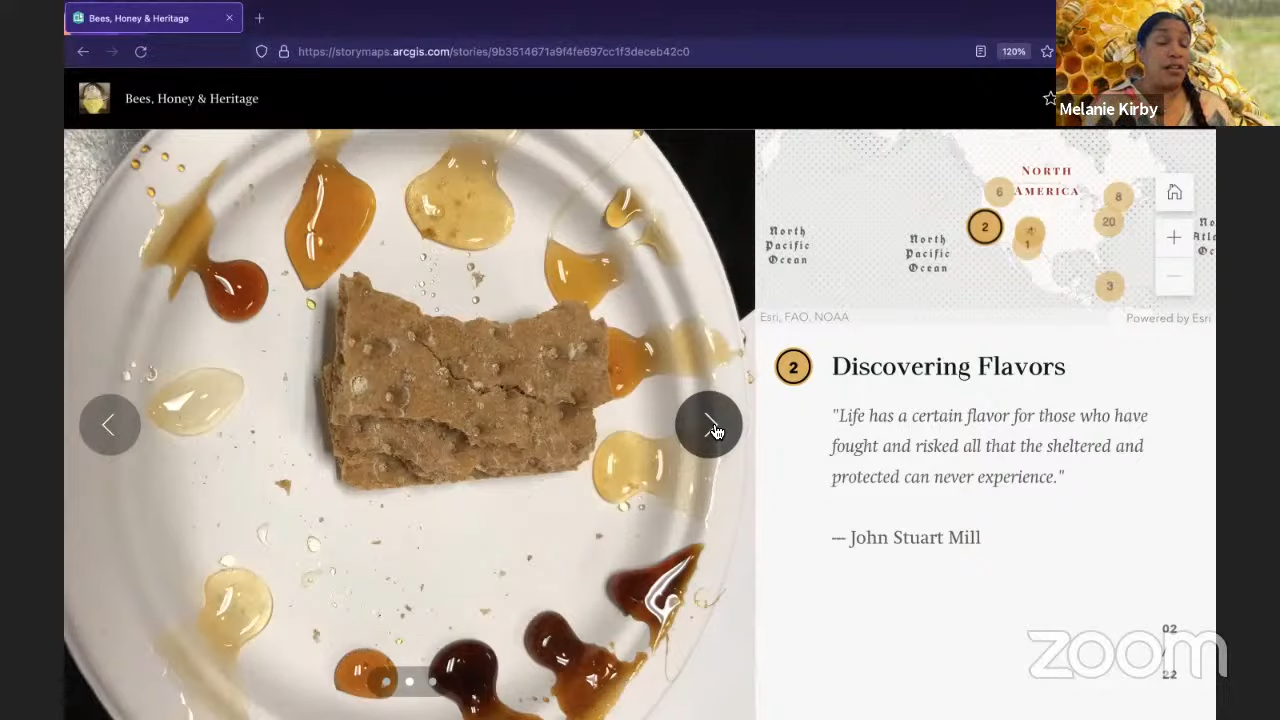 Bees, Honey & Heritage
https://storymaps.arcgis.com/stories/9b3514671a9f4fe697cc1f3deceb42c0
120%
Bees, Honey & Heritage
Melanie Kirby
North
America
6
8
2
20
4
1
3
North
Pacific
Ocean
North
Pacific
Ocean
Esri, FAO, NOAA
Powered by Esri
2
Discovering Flavors
"Life has a certain flavor for those who have
fought and risked all that the sheltered and
protected can never experience."
— John Stuart Mill
02
/
22
zoom